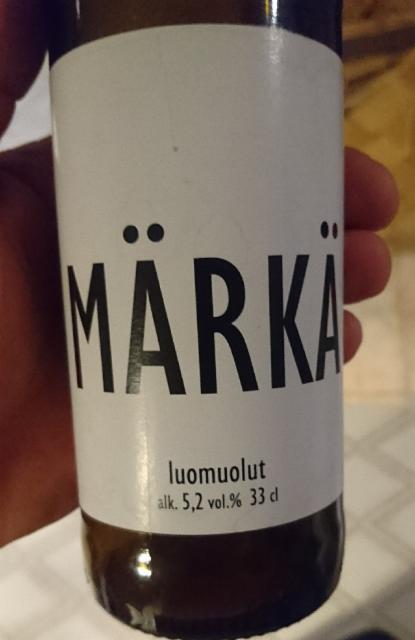 MÄRKÄ
luomuolut
alk. 5,2 vol.% 33 cl